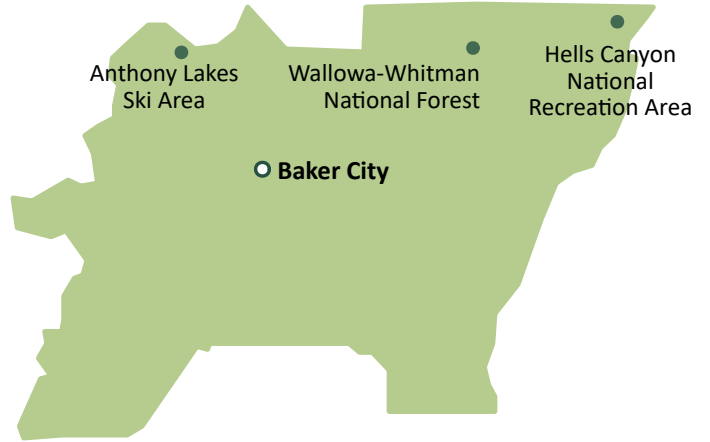 Anthony Lakes
Ski Area
Wallowa-Whitman
National Forest
Hells Canyon
National
Recreation Area
Baker City